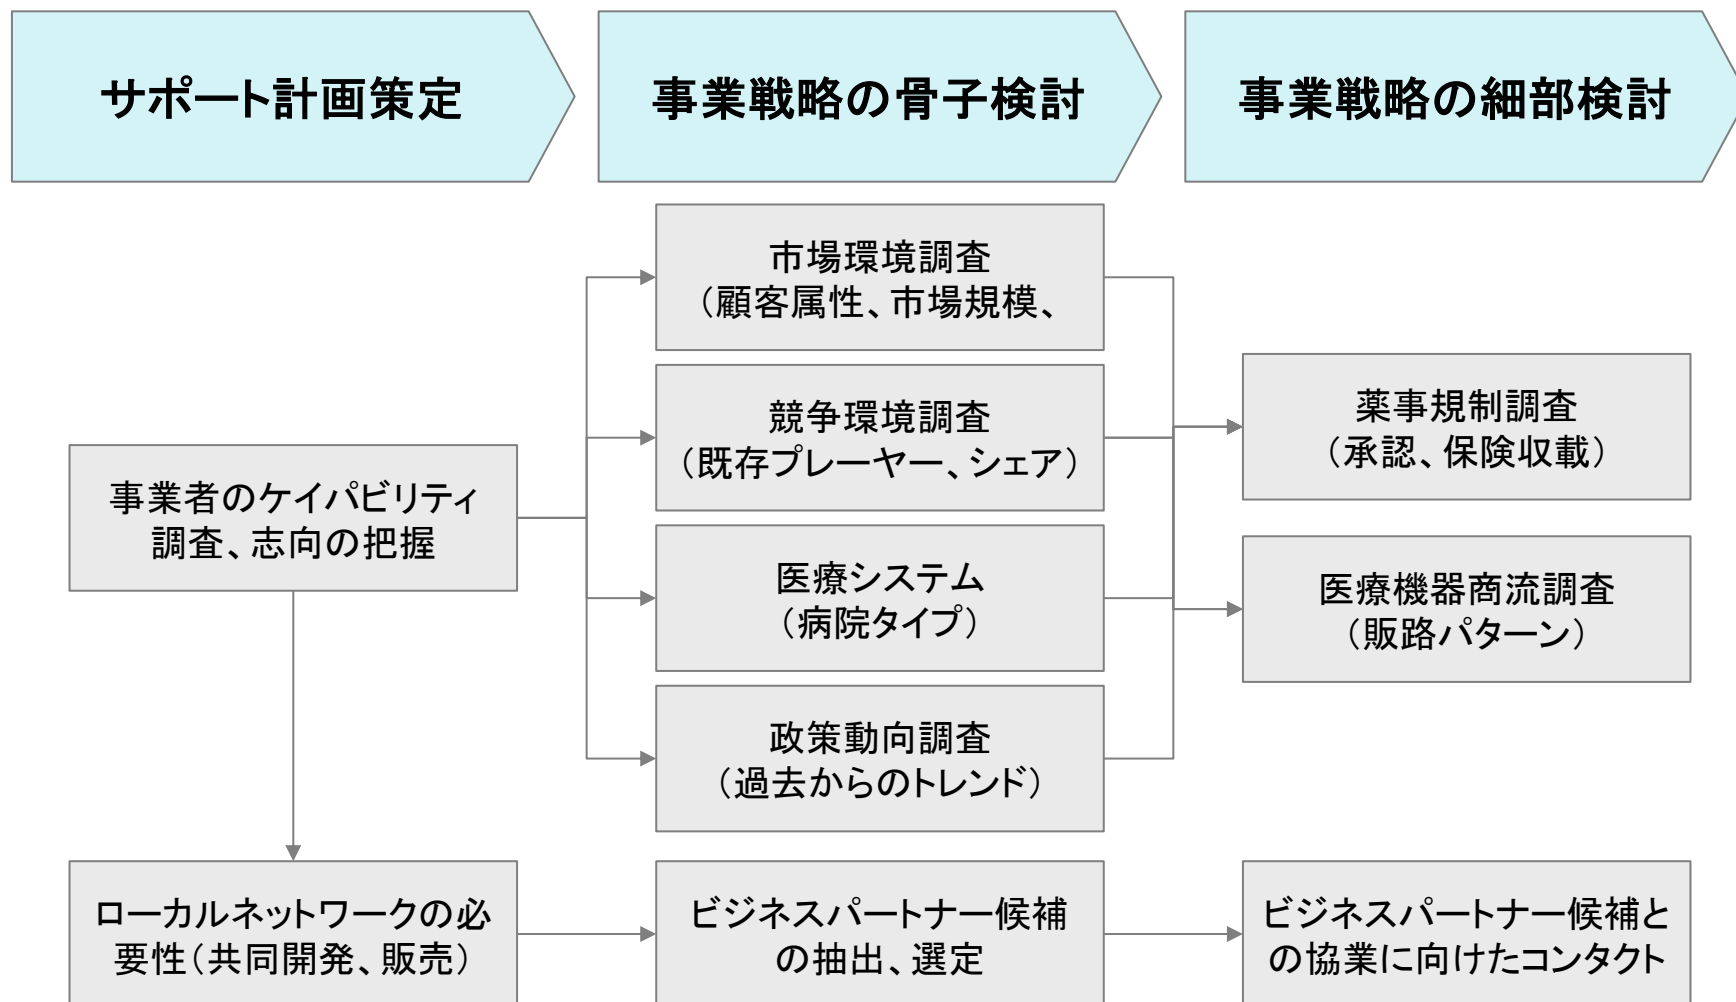 サポート計画策定
事業戦略の骨子検討
事業戦略の細部検討
事業者のケイパビリティ
調査、志向の把握
ローカルネットワークの必
要性（共同開発、販売）
市場環境調査
（顧客属性、市場規模、
競争環境調査
（既存プレーヤー、シェア）
医療システム
（病院タイプ）
政策動向調査
（過去からのトレンド）
ビジネスパートナー候補
の抽出、選定
薬事規制調査
（承認、保険収載）
医療機器商流調査
（販路パターン）
ビジネスパートナー候補と
の協業に向けたコンタクト